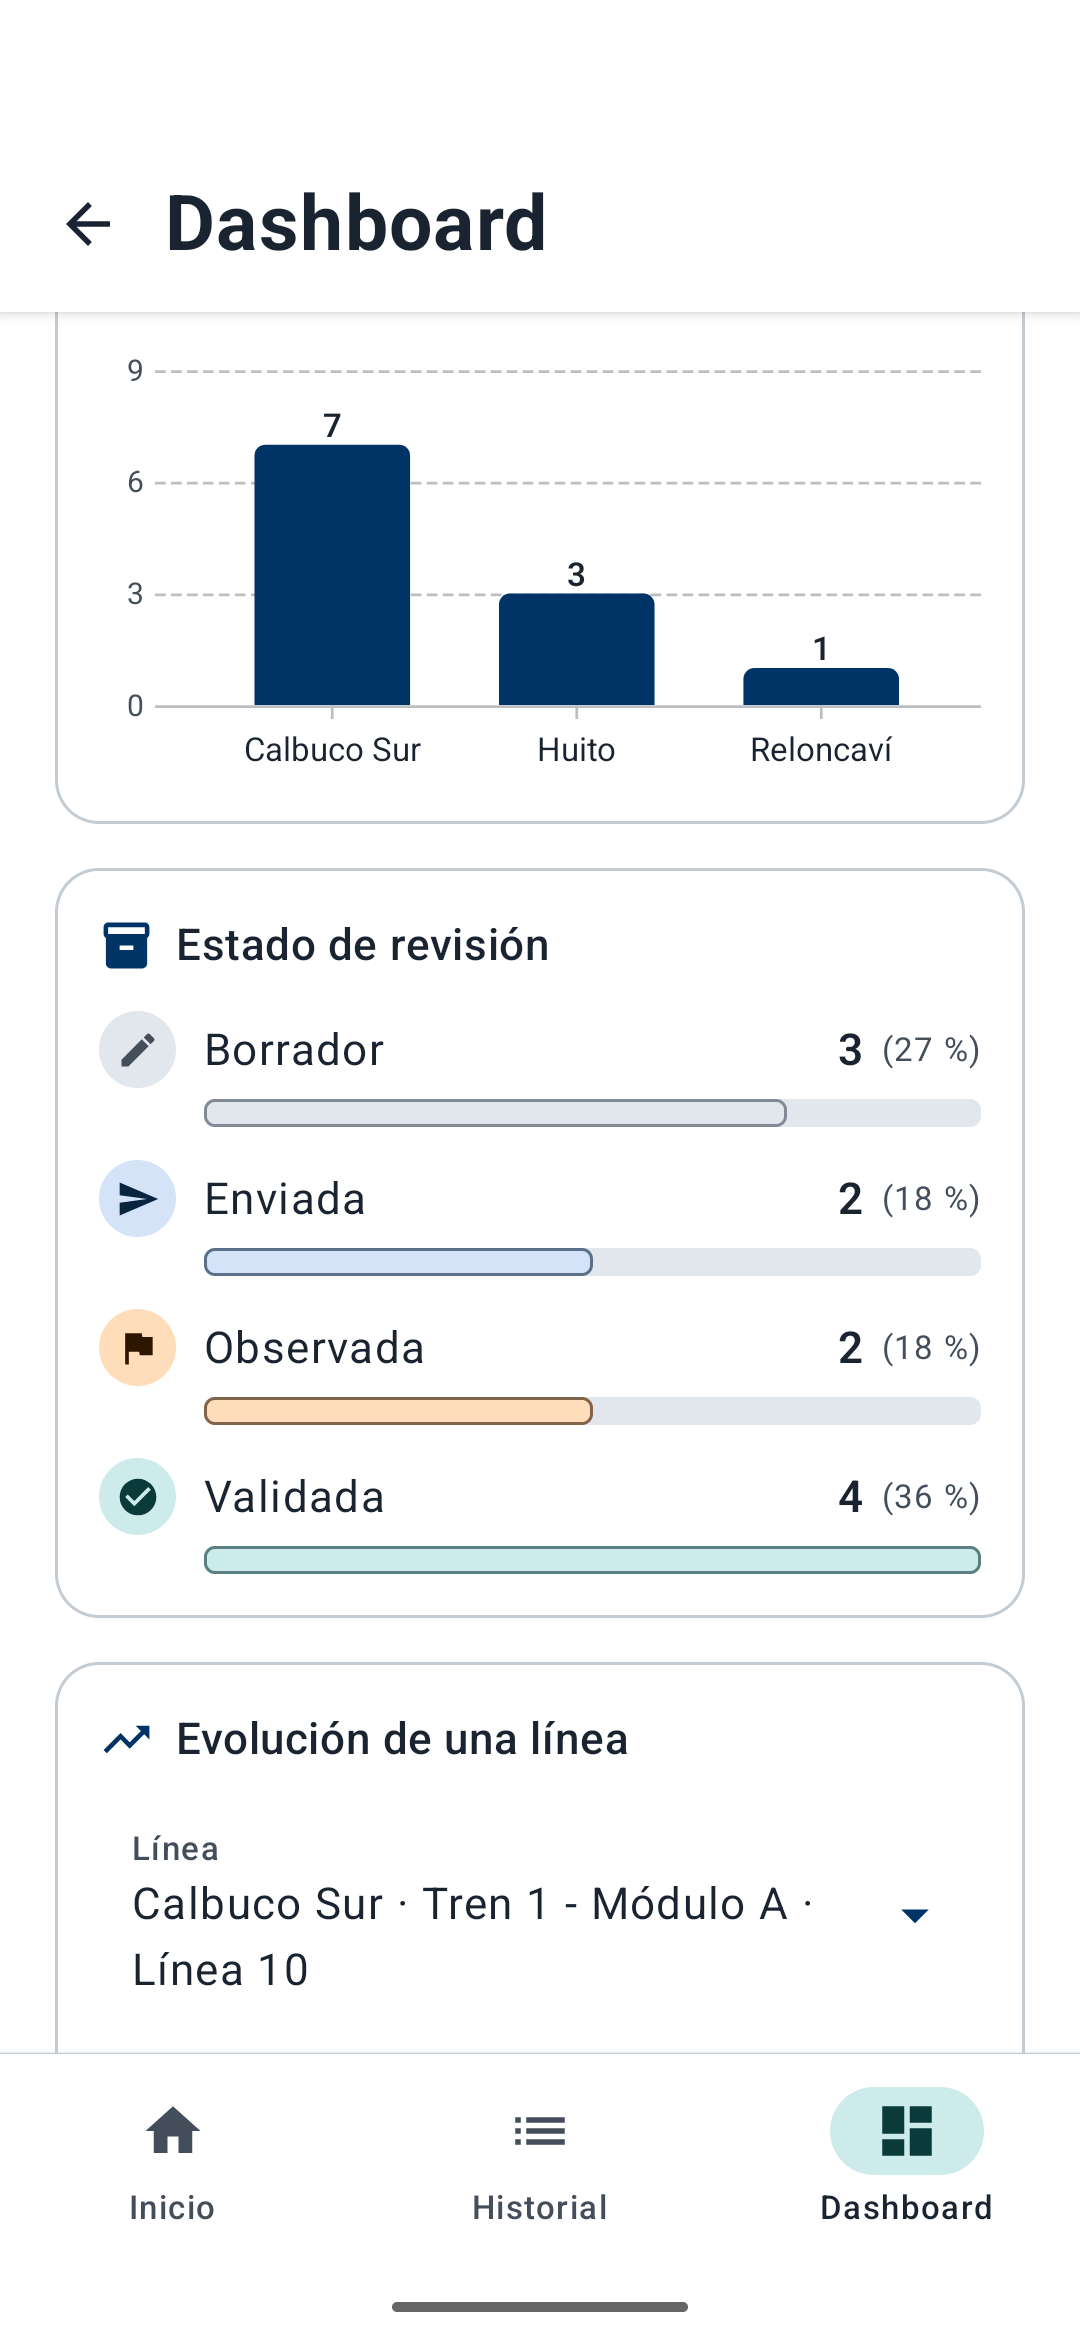 Dashboard
9
7
6
3
3
1
0
Calbuco Sur
Huito
Reloncaví
Estado de revisión
Borrador 3 (27 %)
Enviada 2 (18 %)
Observada 2 (18 %)
Validada 4 (36 %)
Evolución de una línea
Línea
Calbuco Sur · Tren 1 - Módulo A ·
Línea 10
Inicio
Historial
Dashboard